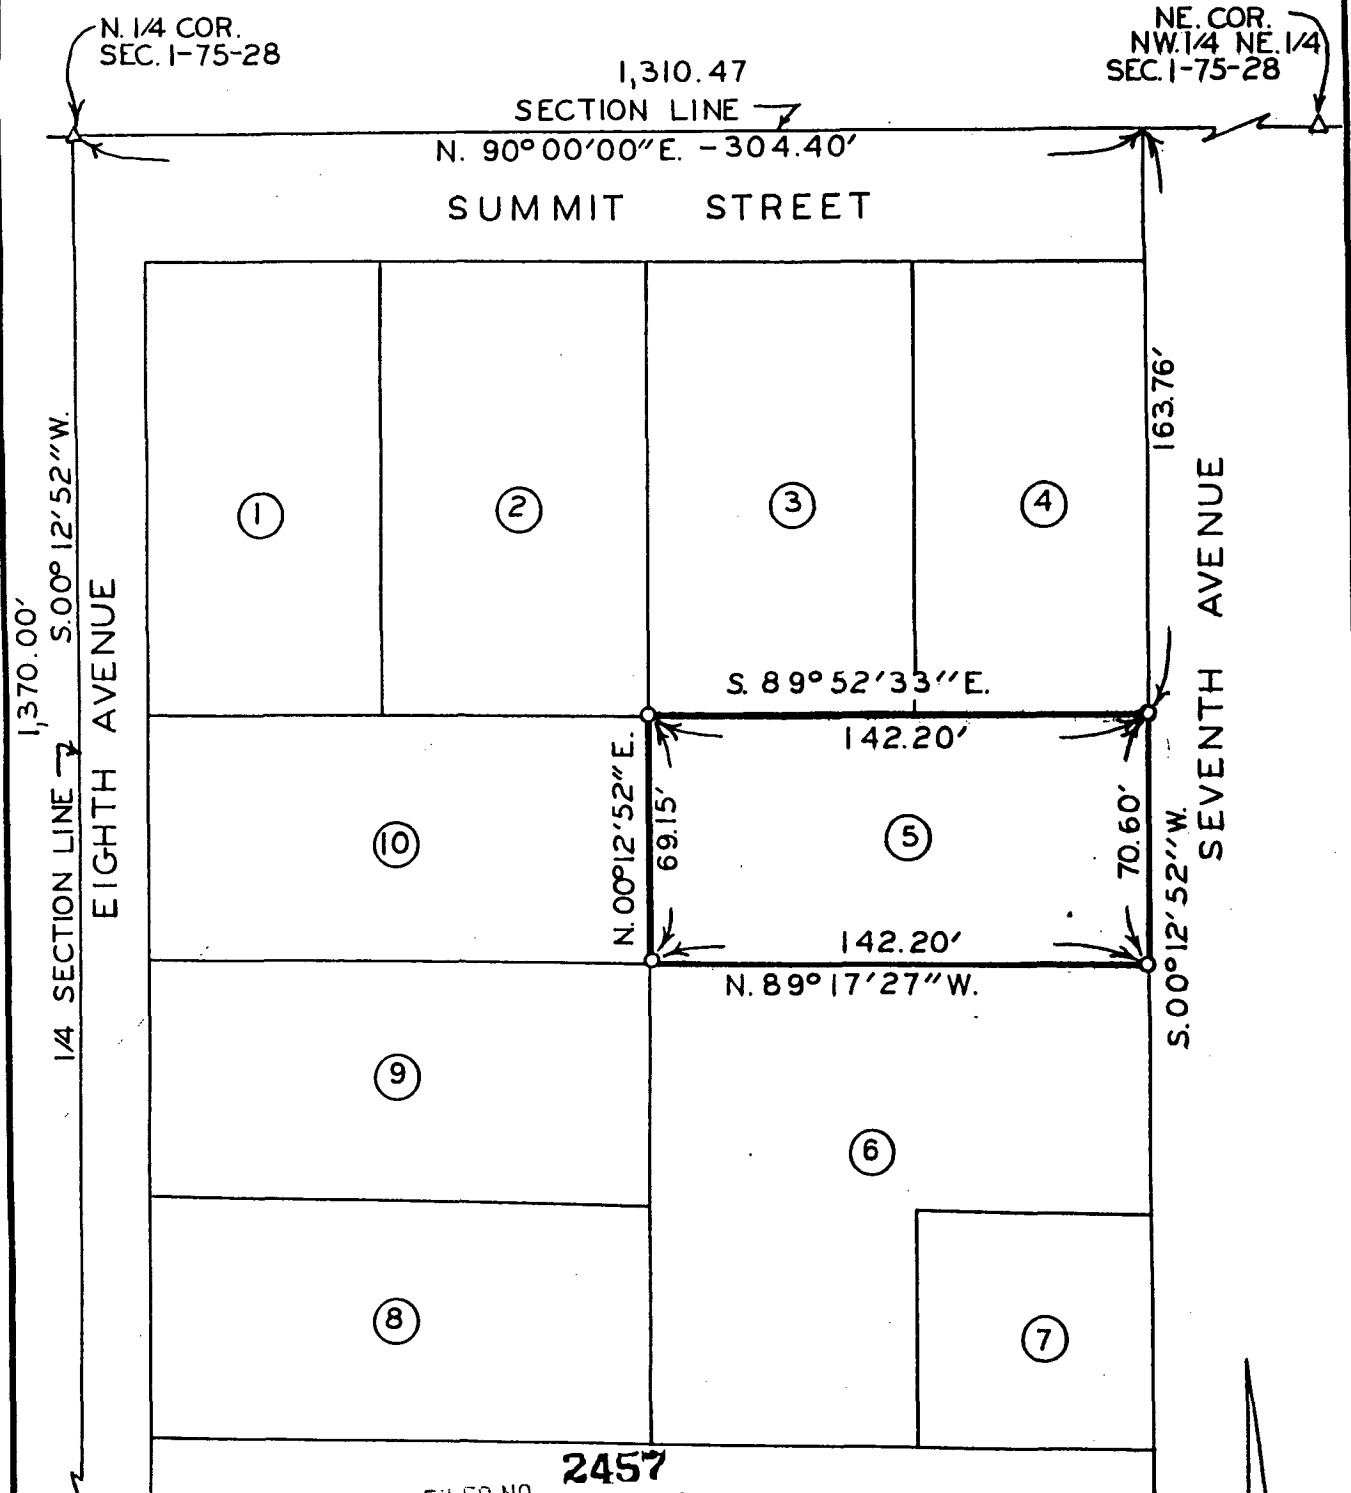 N. 1/4 COR.
SEC. 1-75-28
NE. COR.
NW.1/4 NE.1/4
SEC. 1-75-28
1,310.47
SECTION LINE
N. 90°00'00"E. -304.40'
SUMMIT STREET
163.76'
1
2
3
4
S.00°12'52"W.
1,370.00'
1/4 SECTION LINE
EIGHTH AVENUE
SEVENTH AVENUE
S. 89°52'33"E.
142.20'
N. 00°12'52"E.
69.15'
70.60'
S.00°12'52"W.
10
5
142.20'
N. 89°17'27"W.
9
6
8
7
2457
FILED NO.